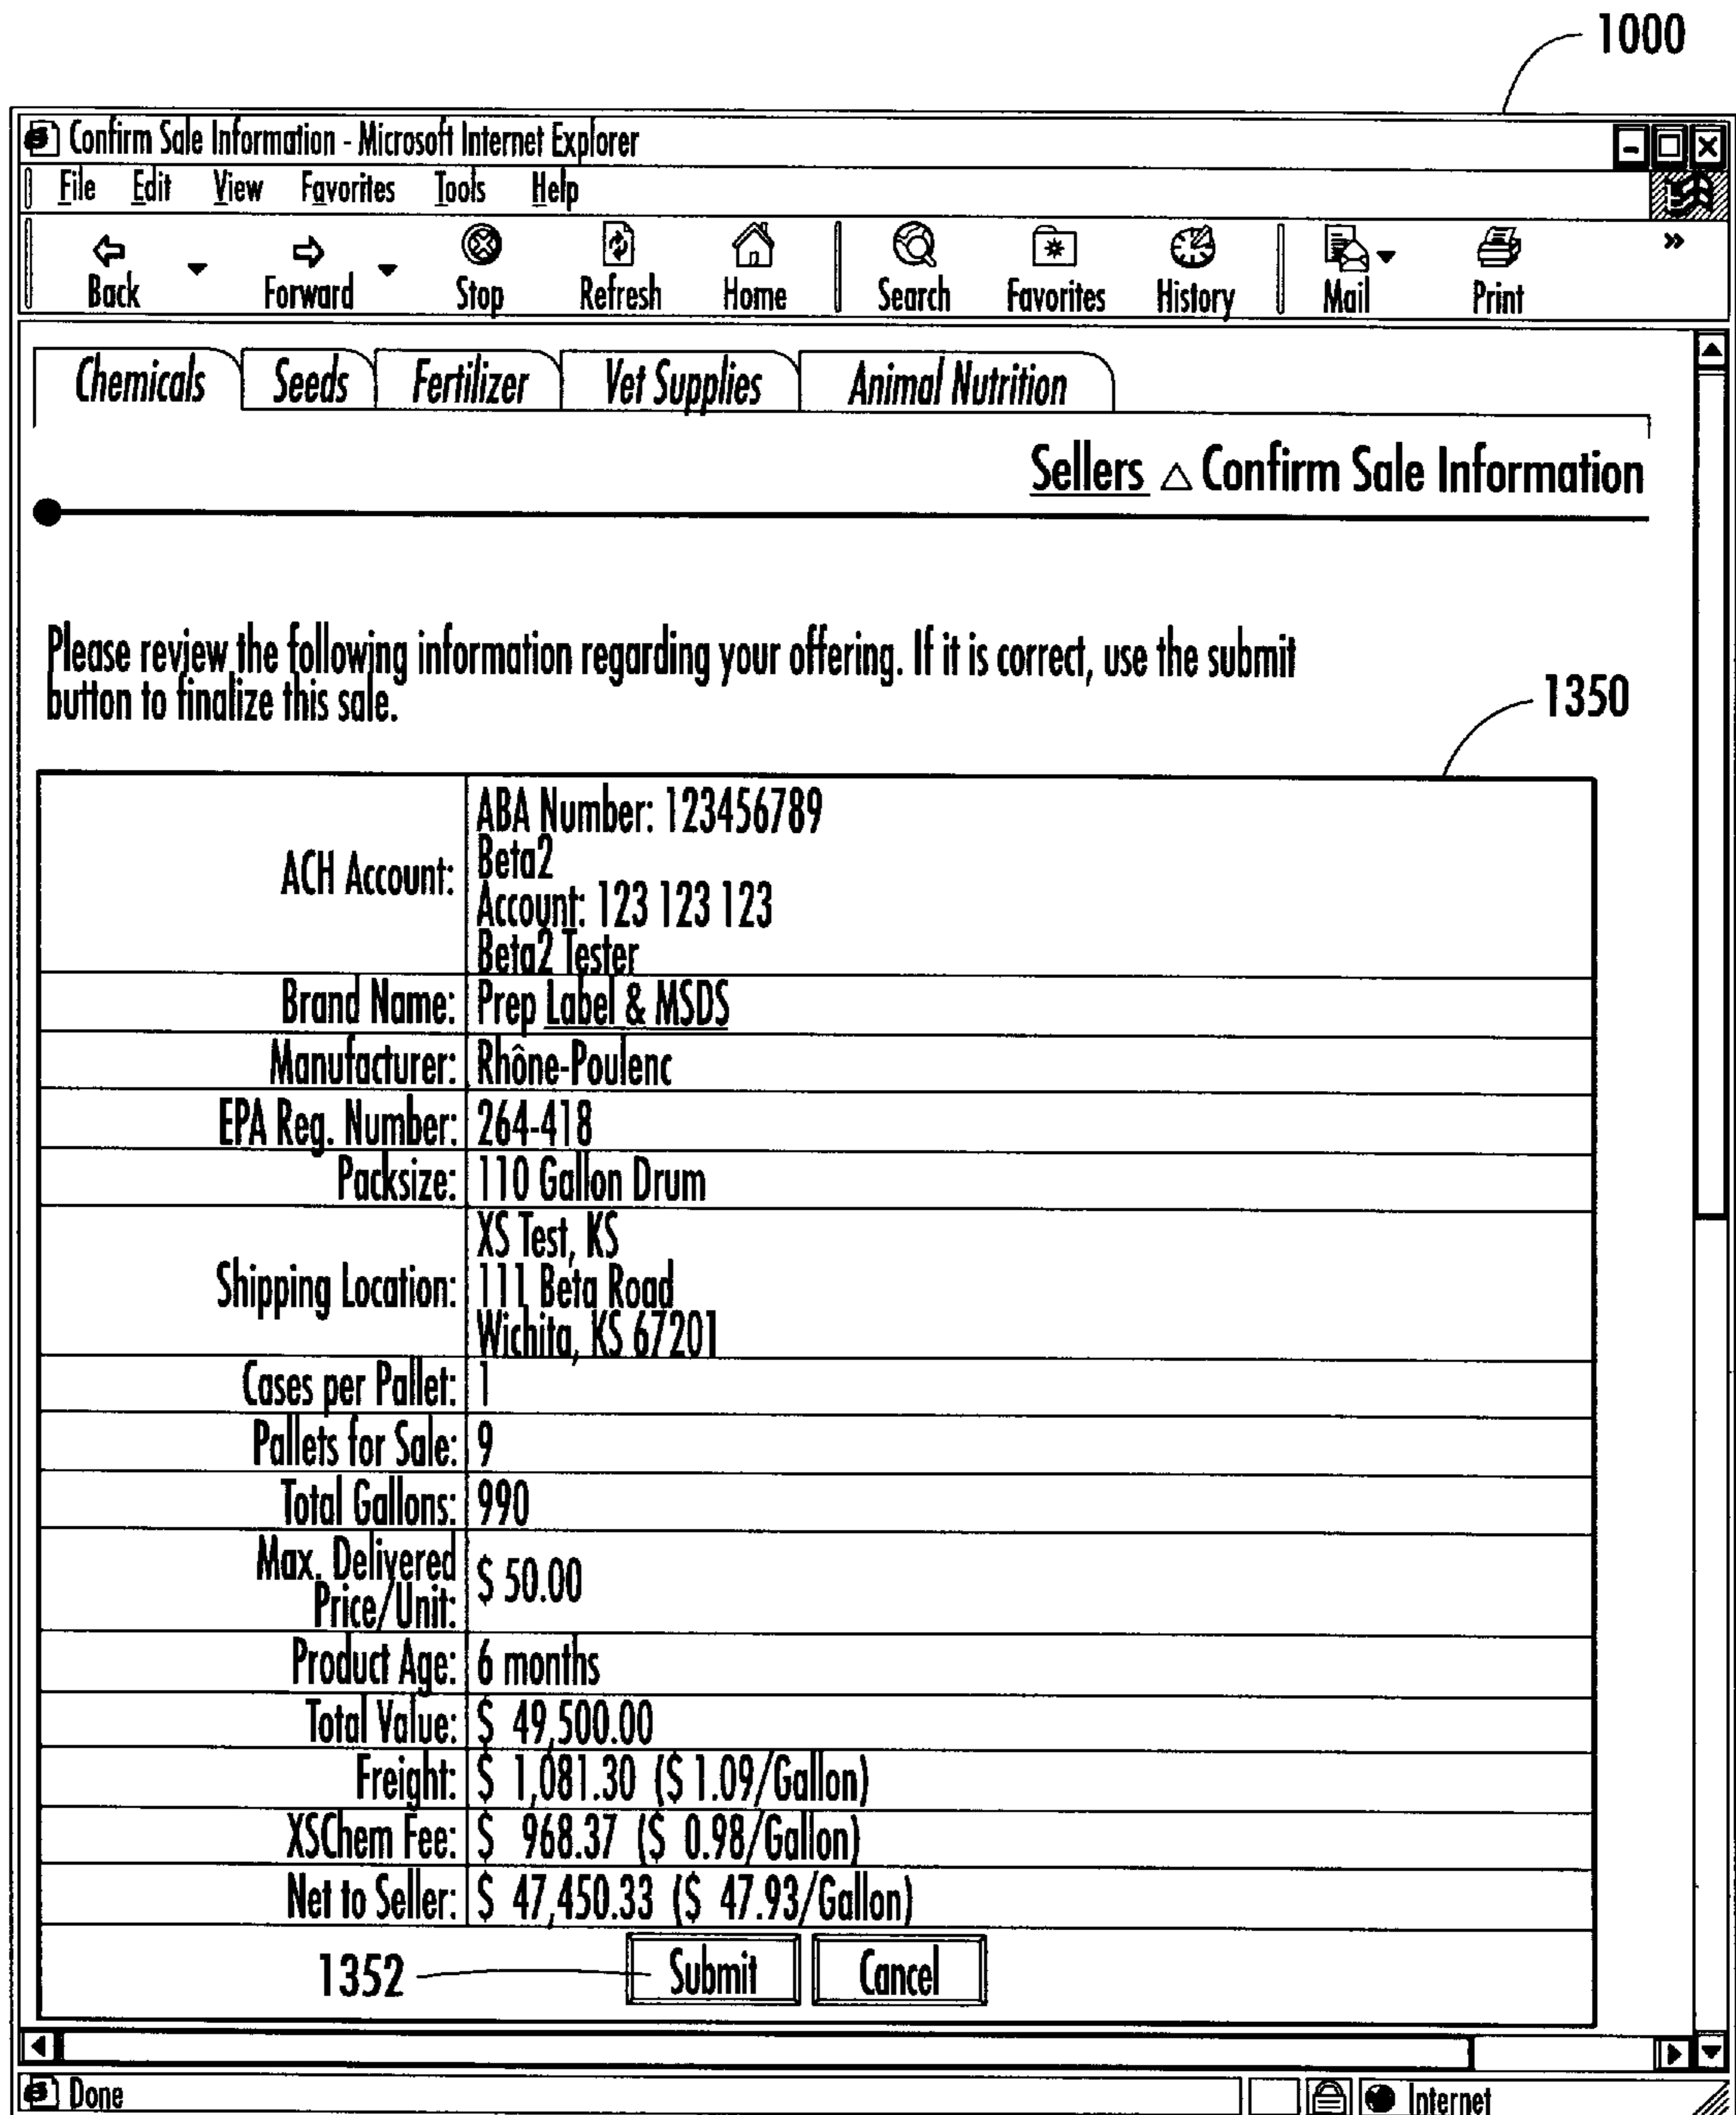 1000
Confirm Sale Information - Microsoft Internet Explorer
File Edit View Favorites Tools Help
Back Forward Stop Refresh Home Search Favorites History Mail Print »
Chemicals Seeds Fertilizer Vet Supplies Animal Nutrition
Sellers △ Confirm Sale Information
Please review the following information regarding your offering. If it is correct, use the submit
button to finalize this sale.
1350
ACH Account: ABA Number: 123456789
Beta2
Account: 123 123 123
Beta2 Tester
Brand Name: Prep Label & MSDS
Manufacturer: Rhône-Poulenc
EPA Reg. Number: 264-418
Packsize: 110 Gallon Drum
Shipping Location: XS Test, KS
111 Beta Road
Wichita, KS 67201
Cases per Pallet: 1
Pallets for Sale: 9
Total Gallons: 990
Max. Delivered
Price/Unit: $ 50.00
Product Age: 6 months
Total Value: $ 49,500.00
Freight: $ 1,081.30 ($ 1.09/Gallon)
XSChem Fee: $ 968.37 ($ 0.98/Gallon)
Net to Seller: $ 47,450.33 ($ 47.93/Gallon)
1352 Submit Cancel
Done Internet